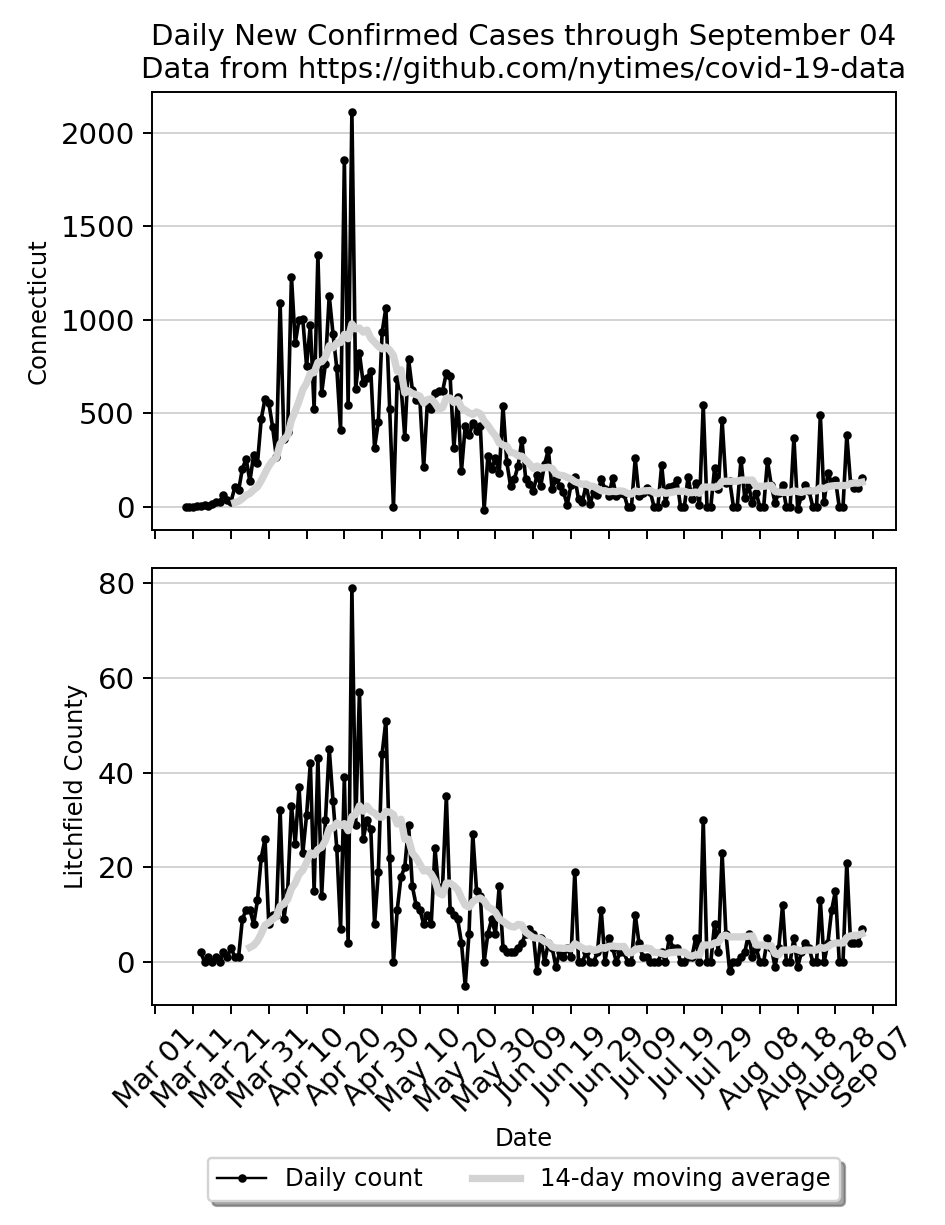 Daily New Confirmed Cases through September 04
Data from https://github.com/nytimes/covid-19-data
2000
1500
1000
500
0
Connecticut
80
60
40
20
0
Litchfield County
Mar 01
Mar 11
Mar 21
Mar 31
Apr 10
Apr 20
Apr 30
May 10
May 20
May 30
Jun 09
Jun 19
Jun 29
Jul 09
Jul 19
Jul 29
Aug 08
Aug 18
Aug 28
Sep 07
Date
Daily count
14-day moving average